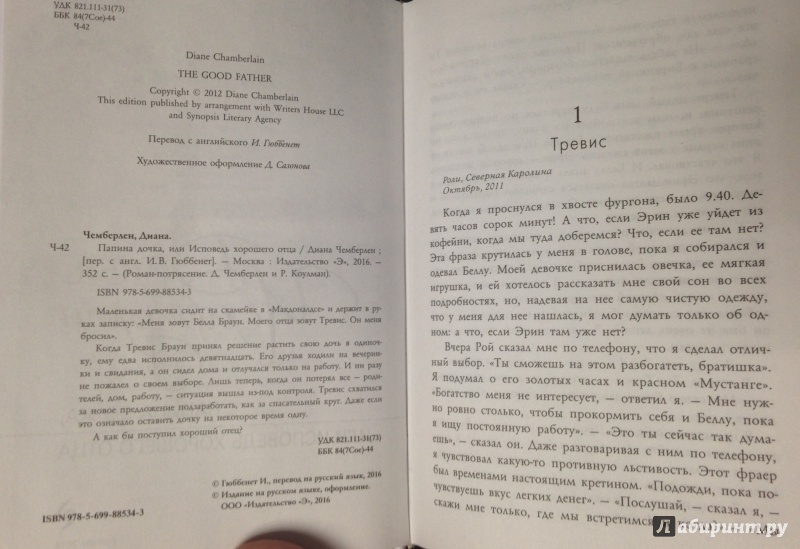 УДК 821.111-31(73)
ББК 84(7Сое)-44
Ч-42
Diane Chamberlain
THE GOOD FATHER
Copyright © 2012 Diane Chamberlain
This edition published by arrangement with Writers House LLC
and Synopsis Literary Agency
Перевод с английского И. Гюббенет
Художественное оформление Д. Сазонова
Чемберлен, Диана.
Ч-42 Папина дочка, или Исповедь хорошего отца / Диана Чемберлен ;
[пер. с англ. И. В. Гюббенет]. — Москва : Издательство «Э», 2016. —
352 с. — (Роман-потрясение. Д. Чемберлен и Р. Коулман).
ISBN 978-5-699-88534-3
Маленькая девочка сидит на скамейке в «Макдоналдсе» и держит в ру-
ках записку: «Меня зовут Белла Браун. Моего отца зовут Тревис. Он меня
бросил».
Когда Тревис Браун принял решение растить свою дочь в одиноч-
ку, ему едва исполнилось девятнадцать. Его друзья ходили на вечерин-
ки и свидания, а он сидел дома и отлучался только на работу. И ни разу
не пожалел о своем выборе. Лишь теперь, когда он потерял все — роди-
телей, дом, работу, — ситуация вышла из-под контроля. Тревис схватился
за новое предложение подзаработать, как за спасательный круг. Даже если
это означало оставить дочку на некоторое время одну.
А как бы поступил хороший отец?
УДК 821.111-31(73)
ББК 84(7Сое)-44
© Гюббенет И., перевод на русский язык, 2016
© Издание на русском языке, оформление.
ООО «Издательство «Э», 2016
ISBN 978-5-699-88534-3
1
Тревис
Роли, Северная Каролина
Октябрь, 2011
Когда я проснулся в хвосте фургона, было 9.40. Де-
вять часов сорок минут! А что, если Эрин уже уйдет из
кофейни, когда мы туда доберемся? Что, если ее там нет?
Эта фраза крутилась у меня в голове, пока я собирался и
одевал Беллу. Моей девочке приснилась овечка, ее мягкая
игрушка, и ей хотелось рассказать мне свой сон во всех
подробностях, но, надевая на нее самую чистую одежду,
что у меня для нее нашлась, я мог думать только об од-
ном: а что, если Эрин там уже нет?
Вчера Рой сказал мне по телефону, что я сделал отлич-
ный выбор. «Ты сможешь на этом разбогатеть, братишка».
Я подумал о его золотых часах и красном «Мустанге».
«Богатство меня не интересует, — ответил я. — Мне нуж-
но ровно столько, чтобы прокормить себя и Беллу, пока
я ищу постоянную работу». — «Это ты сейчас так дума-
ешь», — сказал он. Даже разговаривая с ним по телефону,
я чувствовал какую-то противную льстивость. Этот фраер
был временами настоящим кретином. «Подожди, пока по-
чувствуешь вкус легких денег». — «Послушай, — сказал я, —
скажи мне только, где мы встретимся
лабиринт.ру